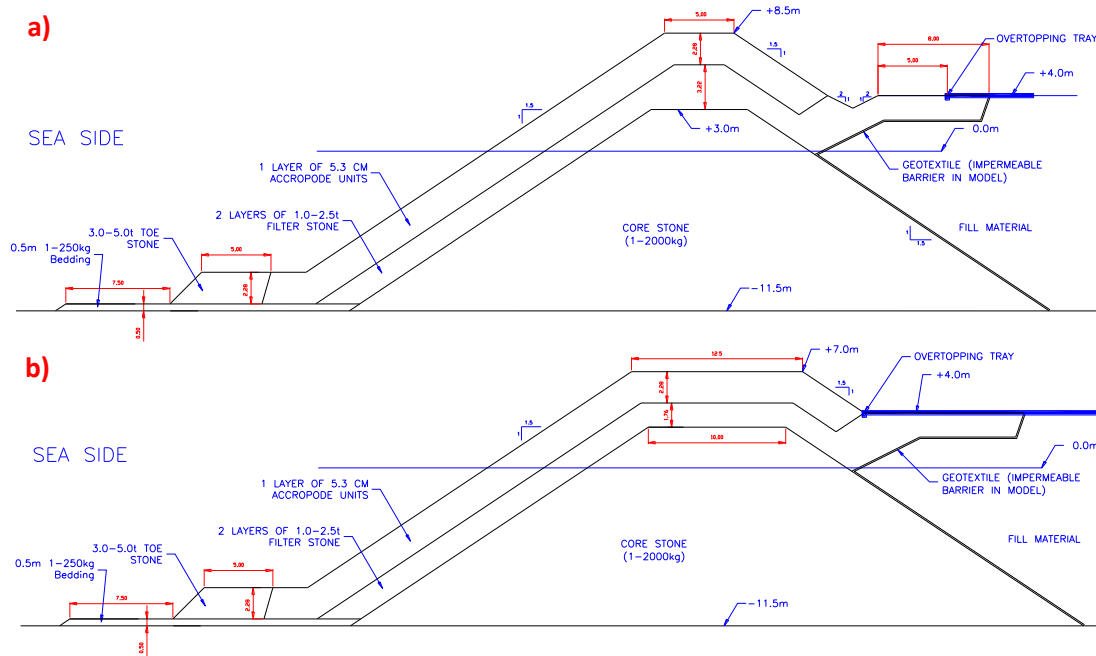 a)
5.00
+8.5m
1.5
1
2.28
3.22
8.00
5.00
OVERTOPPING TRAY
+4.0m
2
1
1
2
1.5
1
+3.0m
0.0m
SEA SIDE
1 LAYER OF 5.3 CM
ACCROPODE UNITS
GEOTEXTILE (IMPERMEABLE
BARRIER IN MODEL)
2 LAYERS OF 1.0-2.5t
FILTER STONE
CORE STONE
(1-2000kg)
FILL MATERIAL
3.0-5.0t TOE
STONE
5.00
0.5m 1-250kg
Bedding
1
1.5
7.50
2.28
-11.5m
0.50
b)
12.5
+7.0m
OVERTOPPING TRAY
+4.0m
1.5
1
2.28
1.76
1.5
1
10.00
0.0m
SEA SIDE
1 LAYER OF 5.3 CM
ACCROPODE UNITS
GEOTEXTILE (IMPERMEABLE
BARRIER IN MODEL)
2 LAYERS OF 1.0-2.5t
FILTER STONE
CORE STONE
(1-2000kg)
FILL MATERIAL
3.0-5.0t TOE
STONE
5.00
0.5m 1-250kg
Bedding
7.50
2.28
-11.5m
0.50